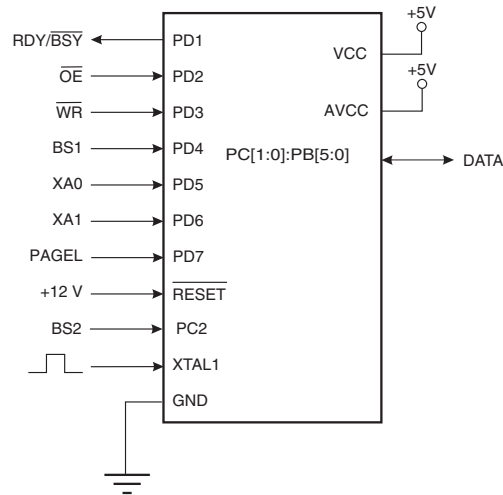 +5V
RDY/BSY PD1
VCC
OE PD2
+5V
WR PD3
AVCC
BS1 PD4
PC[1:0]:PB[5:0] DATA
XA0 PD5
XA1 PD6
PAGEL PD7
+12 V RESET
BS2 PC2
XTAL1
GND